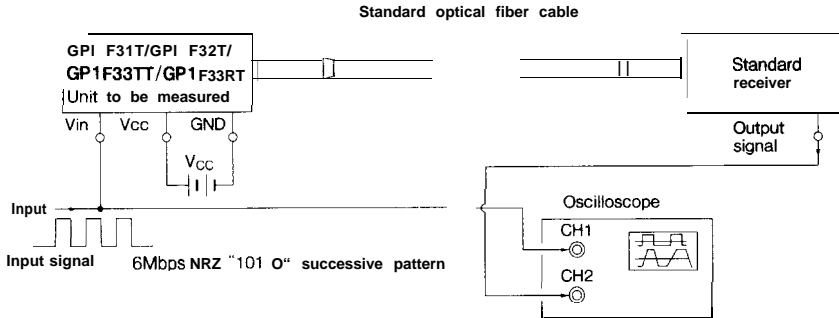 Standard optical fiber cable
GPI F31T/GPI F32T/
GP1F33TT/GP1F33RT
Unit to be measured
Vin Vcc GND
VCC
Standard
receiver
Output
signal
Input
Input signal
6Mbps NRZ "101 O" successive pattern
Oscilloscope
CH1
CH2